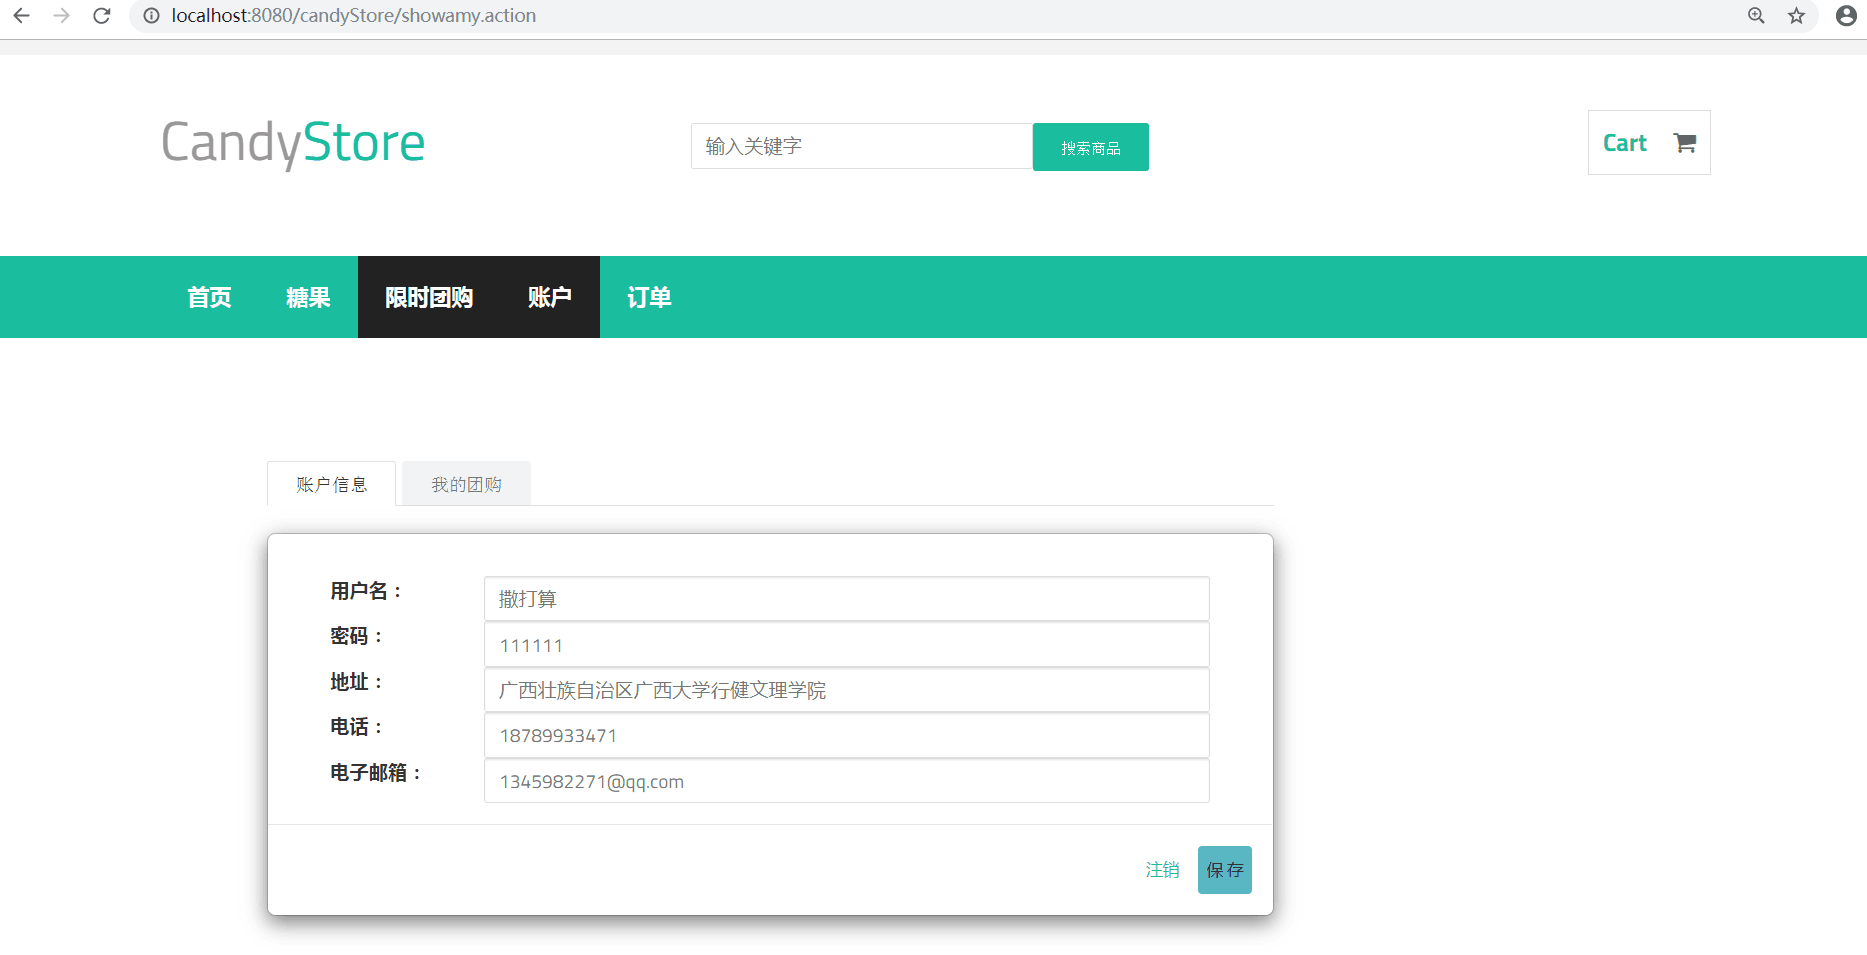 localhost:8080/candyStore/showamy.action
CandyStore
输入关键字
搜索商品
Cart
首页 糖果 限时团购 账户 订单
账户信息 我的团购
用户名： 撒打算
密码： 111111
地址： 广西壮族自治区广西大学行健文理学院
电话： 18789933471
电子邮箱： 1345982271@qq.com
注销 保存